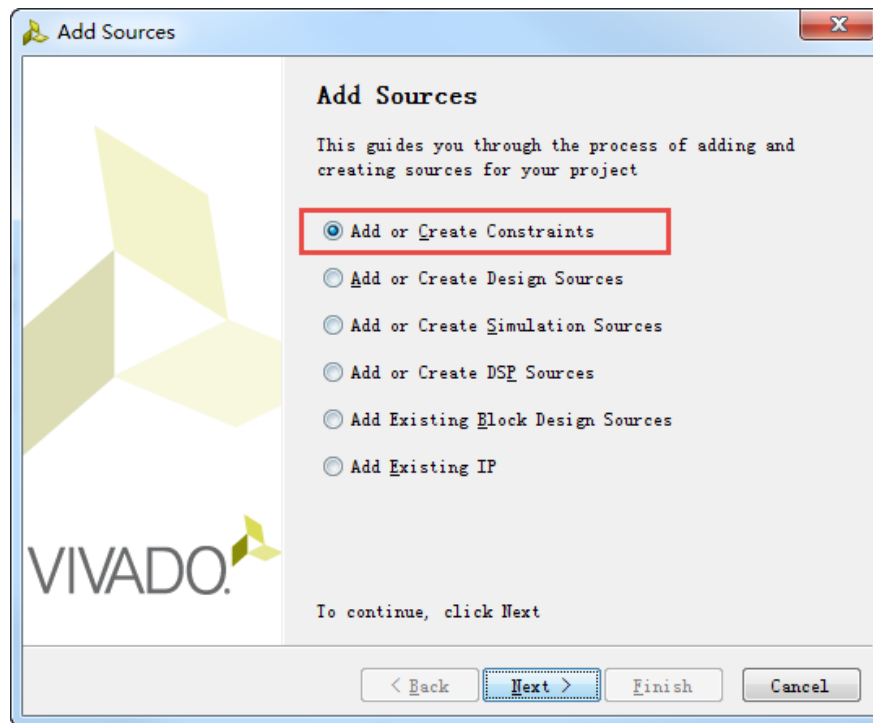 Add Sources
Add Sources
This guides you through the process of adding and
creating sources for your project
Add or Create Constraints
Add or Create Design Sources
Add or Create Simulation Sources
Add or Create DSP Sources
Add Existing Block Design Sources
Add Existing IP
VIVADO.
To continue, click Next
< Back
Next >
Finish
Cancel